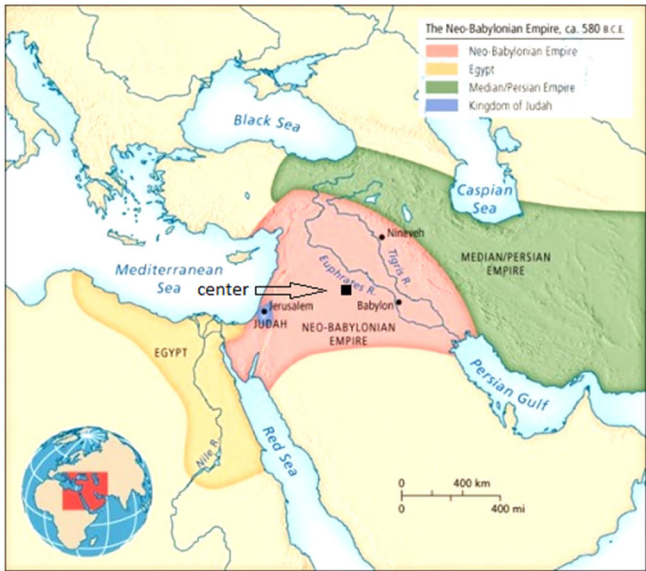 The Neo-Babylonian Empire, ca. 580 B.C.E.
Neo-Babylonian Empire
Egypt
Median/Persian Empire
Kingdom of Judah
Black Sea
Caspian
Sea
Nineveh
Tigris R.
MEDIAN/PERSIAN
EMPIRE
Mediterranean
Sea
Euphrates R.
center
Jerusalem
JUDAH
Babylon
NEO-BABYLONIAN
EMPIRE
EGYPT
Persian Gulf
Nile R.
Red Sea
0 400 km
0 400 mi